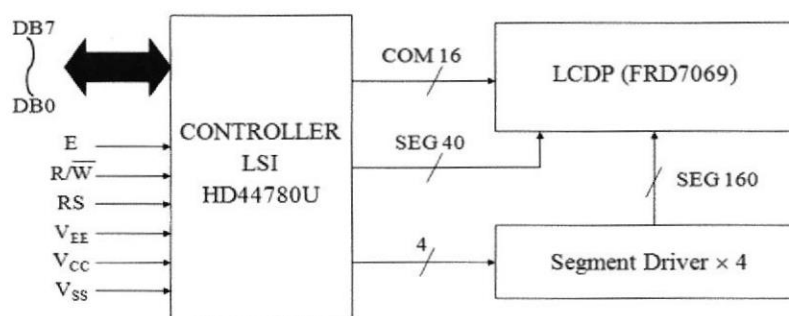 DB7
DB0
E
R/W̅
RS
VEE
VCC
VSS
CONTROLLER
LSI
HD44780U
COM 16
SEG 40
4
LCDP (FRD7069)
SEG 160
Segment Driver × 4